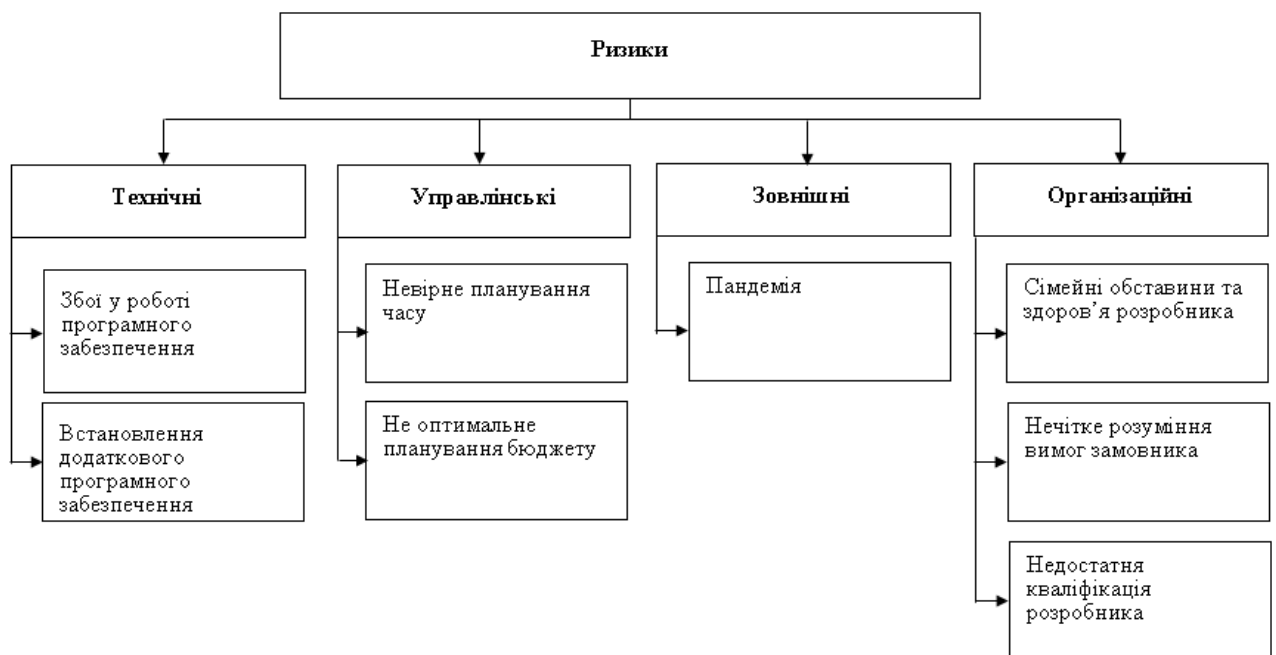 Ризики
Технічні
Управлінські
Зовнішні
Організаційні
Збої у роботі
програмного
забезпечення
Встановлення
додаткового
програмного
забезпечення
Невірне планування
часу
Не оптимальне
планування бюджету
Пандемія
Сімейні обставини та
здоров’я розробника
Нечітке розуміння
вимог замовника
Недостатня
кваліфікація
розробника